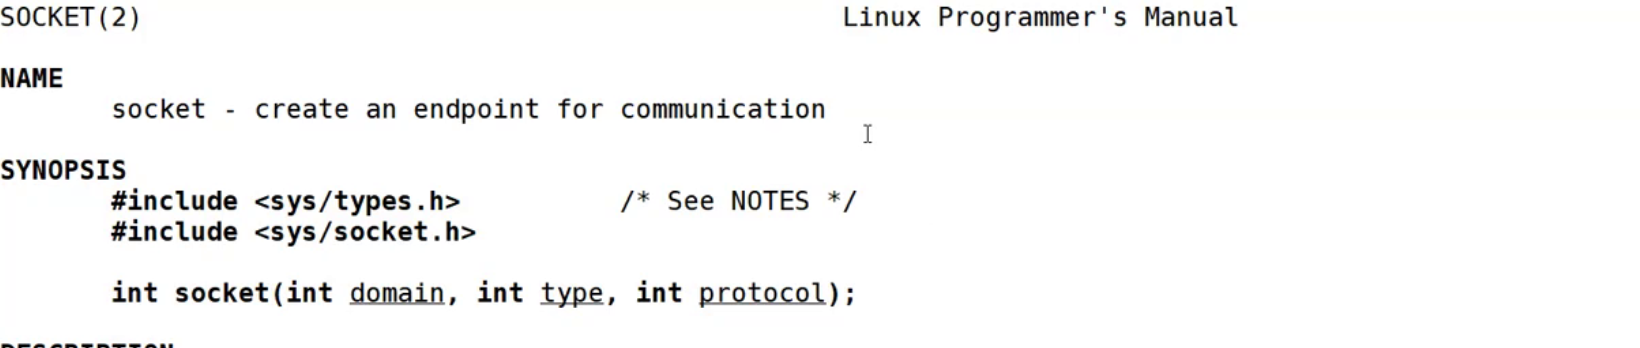 SOCKET(2) Linux Programmer's Manual
NAME
socket - create an endpoint for communication
SYNOPSIS
#include <sys/types.h> /* See NOTES */
#include <sys/socket.h>
int socket(int domain, int type, int protocol);
DESCRIPTION